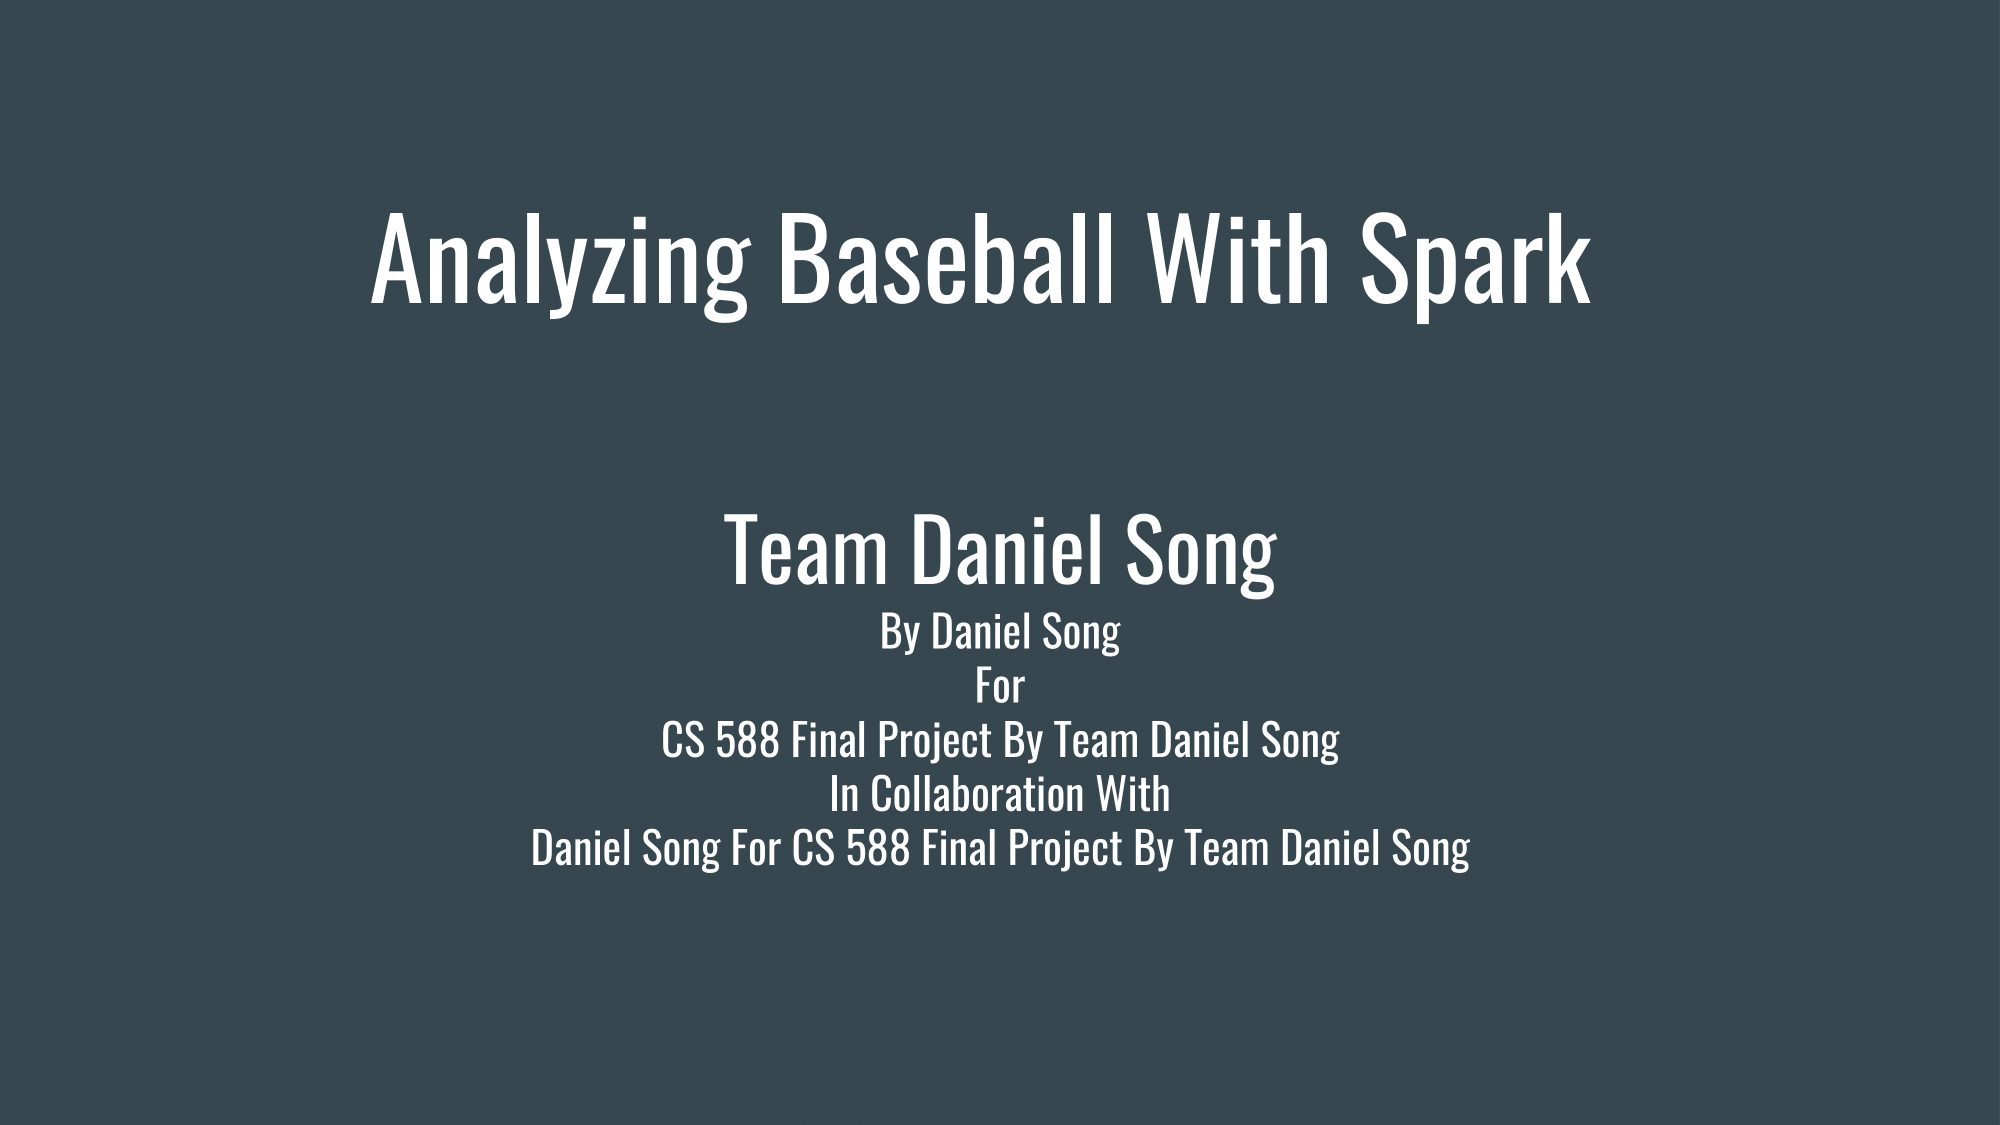 Analyzing Baseball With Spark
Team Daniel Song
By Daniel Song
For
CS 588 Final Project By Team Daniel Song
In Collaboration With
Daniel Song For CS 588 Final Project By Team Daniel Song